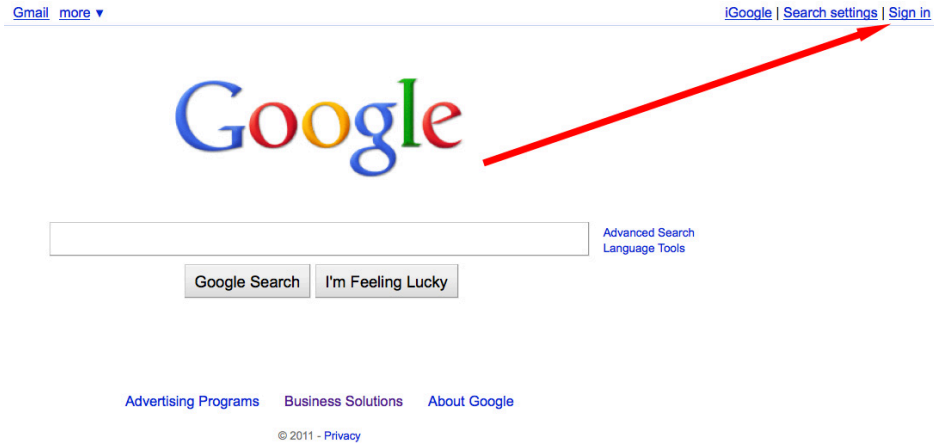 Gmail more ▼ iGoogle | Search settings | Sign in
Google
Advanced Search
Language Tools
Google Search I'm Feeling Lucky
Advertising Programs Business Solutions About Google
© 2011 - Privacy